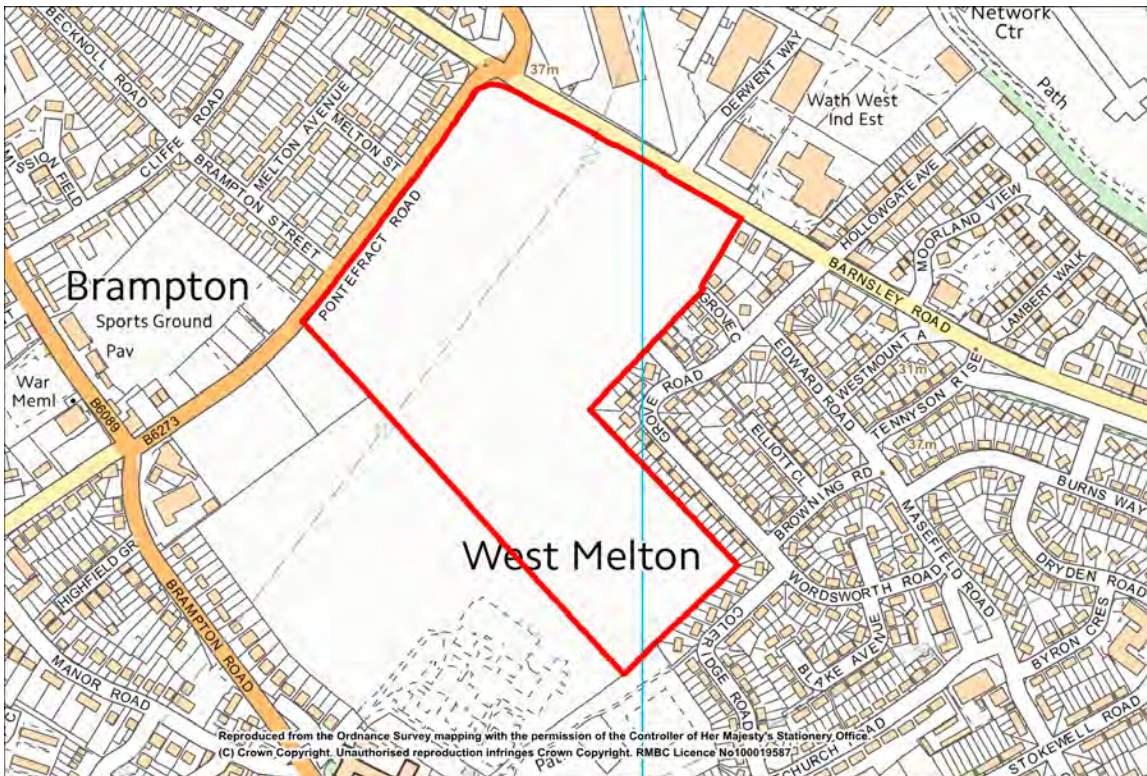 Network
Ctr
BECKNOLL ROAD
37m
DERWENT WAY
Path
Wath West
Ind Est
MELTON AVENUE
MELTON ST
CLIFFE ROAD
MISSION FIELD
BRAMPTON STREET
HOLLOWGATE AVE
MOORLAND VIEW
LAMBERT WALK
PONTEFRACT ROAD
BARNSLEY ROAD
Brampton
Sports Ground
Pav
War
Meml
B6089
B6273
GROVE C
EDWARD ROAD
WESTMOUNT A
31m
TENNYSON RISE
GROVE ROAD
ELLIOTT CL
37m
BROWNING RD
BURNS WAY
MASEFIELD ROAD
West Melton
HIGHFIELD GR
BRAMPTON ROAD
WORDSWORTH ROAD
DRYDEN ROAD
BYRON CRES
COLERIDGE ROAD
BLAKE AVENUE
MANOR ROAD
CHURCH ROAD
STOKEWELL ROAD
Path
Reproduced from the Ordnance Survey mapping with the permission of the Controller of Her Majesty's Stationery Office.
(C) Crown Copyright. Unauthorised reproduction infringes Crown Copyright. RMBC Licence No100019587.